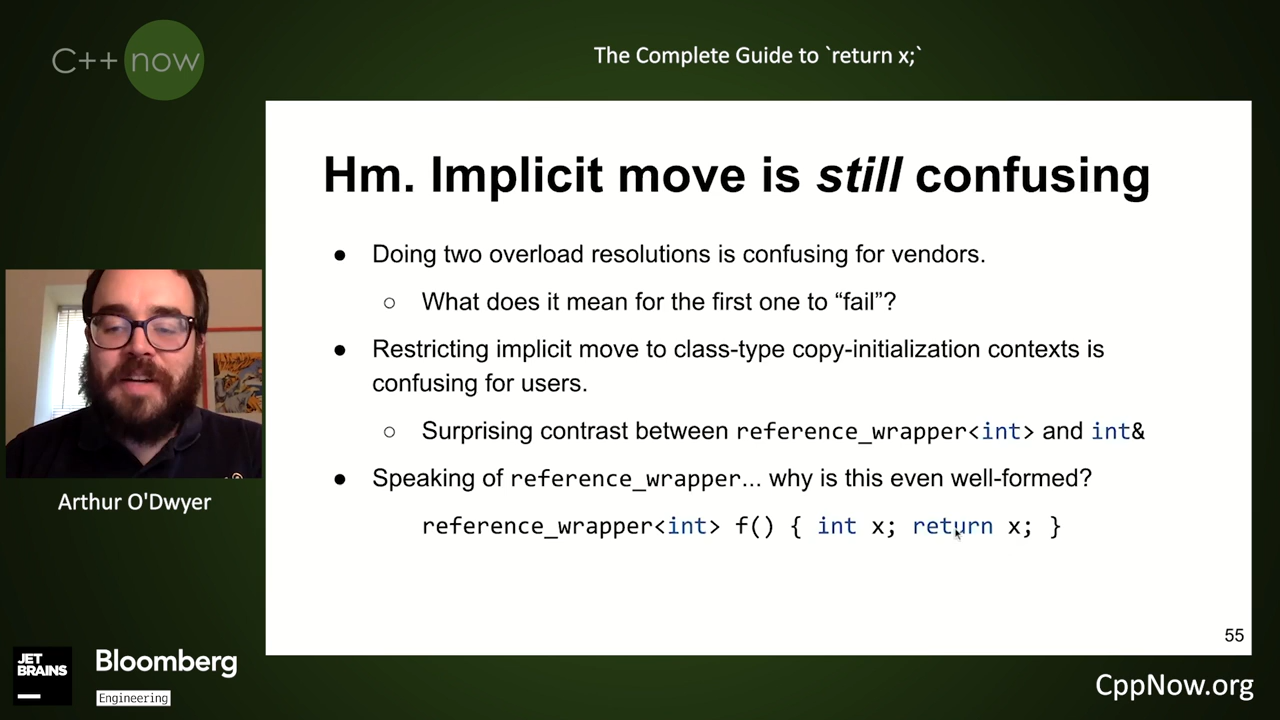 C++ now
The Complete Guide to `return x;`
Hm. Implicit move is still confusing
● Doing two overload resolutions is confusing for vendors.
○ What does it mean for the first one to “fail”?
● Restricting implicit move to class-type copy-initialization contexts is
confusing for users.
○ Surprising contrast between reference_wrapper<int> and int&
● Speaking of reference_wrapper... why is this even well-formed?
reference_wrapper<int> f() { int x; return x; }
55
Arthur O'Dwyer
JET
BRAINS
Bloomberg
Engineering
CppNow.org